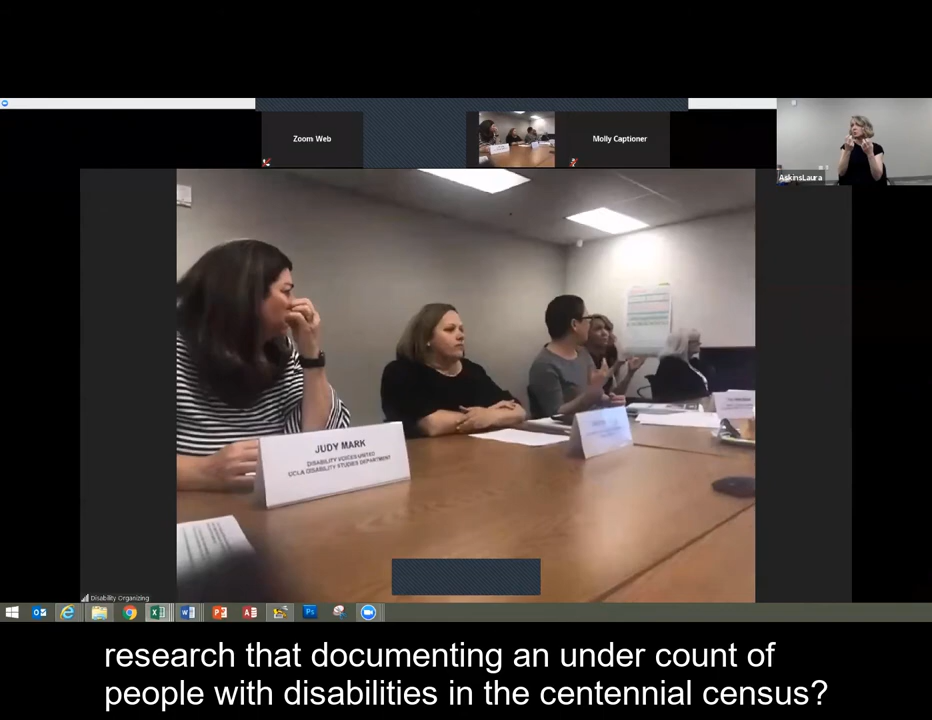 Zoom Web
Molly Captioner
AskinsLaura
JUDY MARK
DISABILITY VOICES UNITED
UCLA DISABILITY STUDIES DEPARTMENT
Disability Organizing
research that documenting an under count of
people with disabilities in the centennial census?